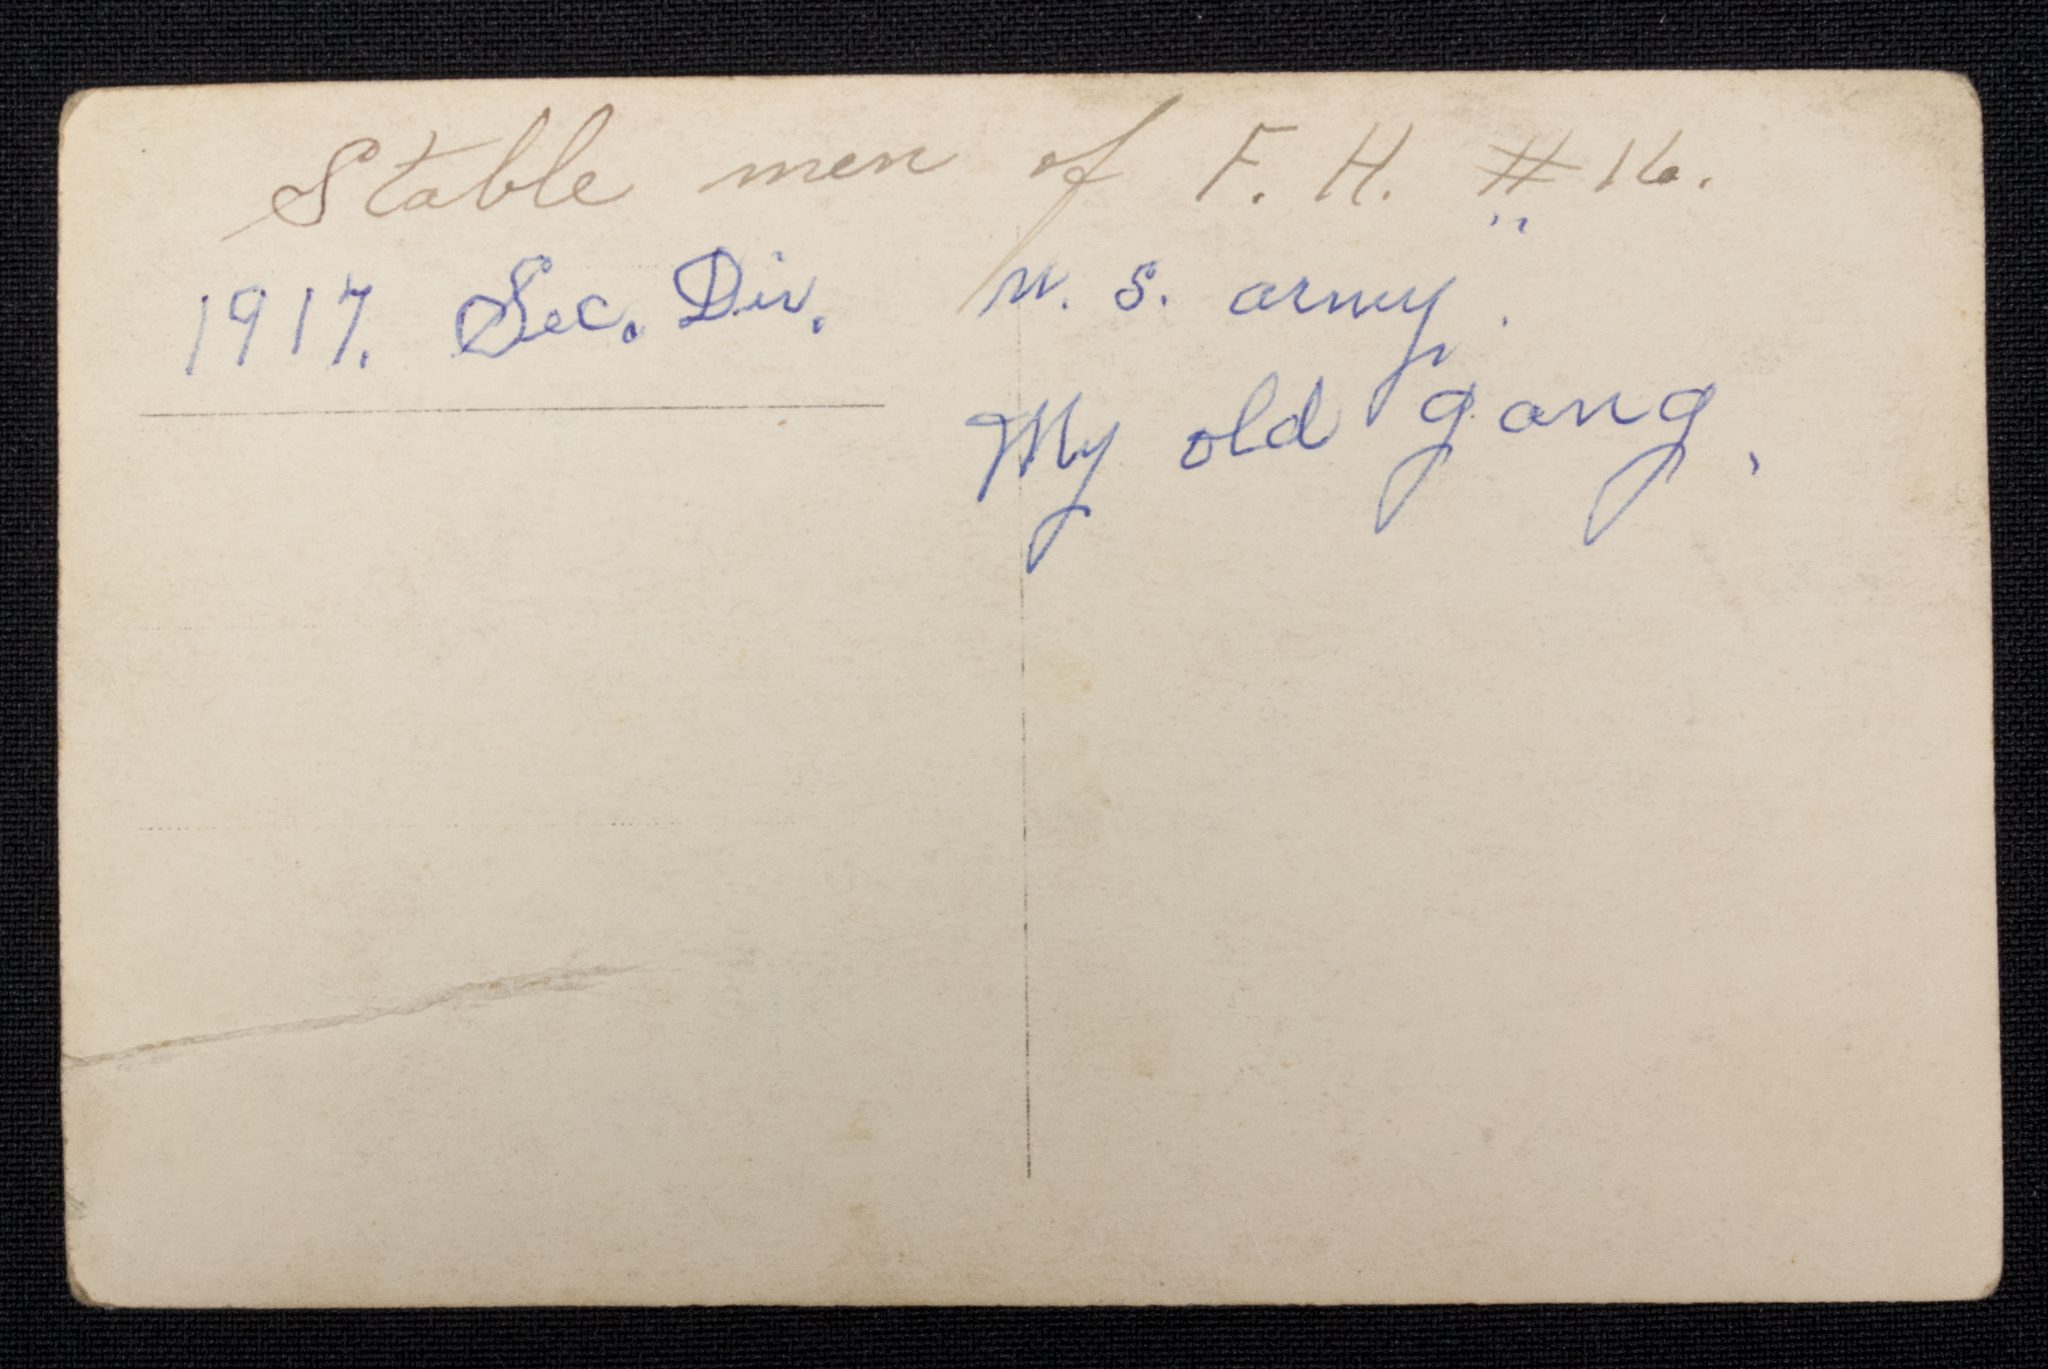 Stable men of F. H. # 16.
1917. Sec. Div. U. S. army.
My old gang.